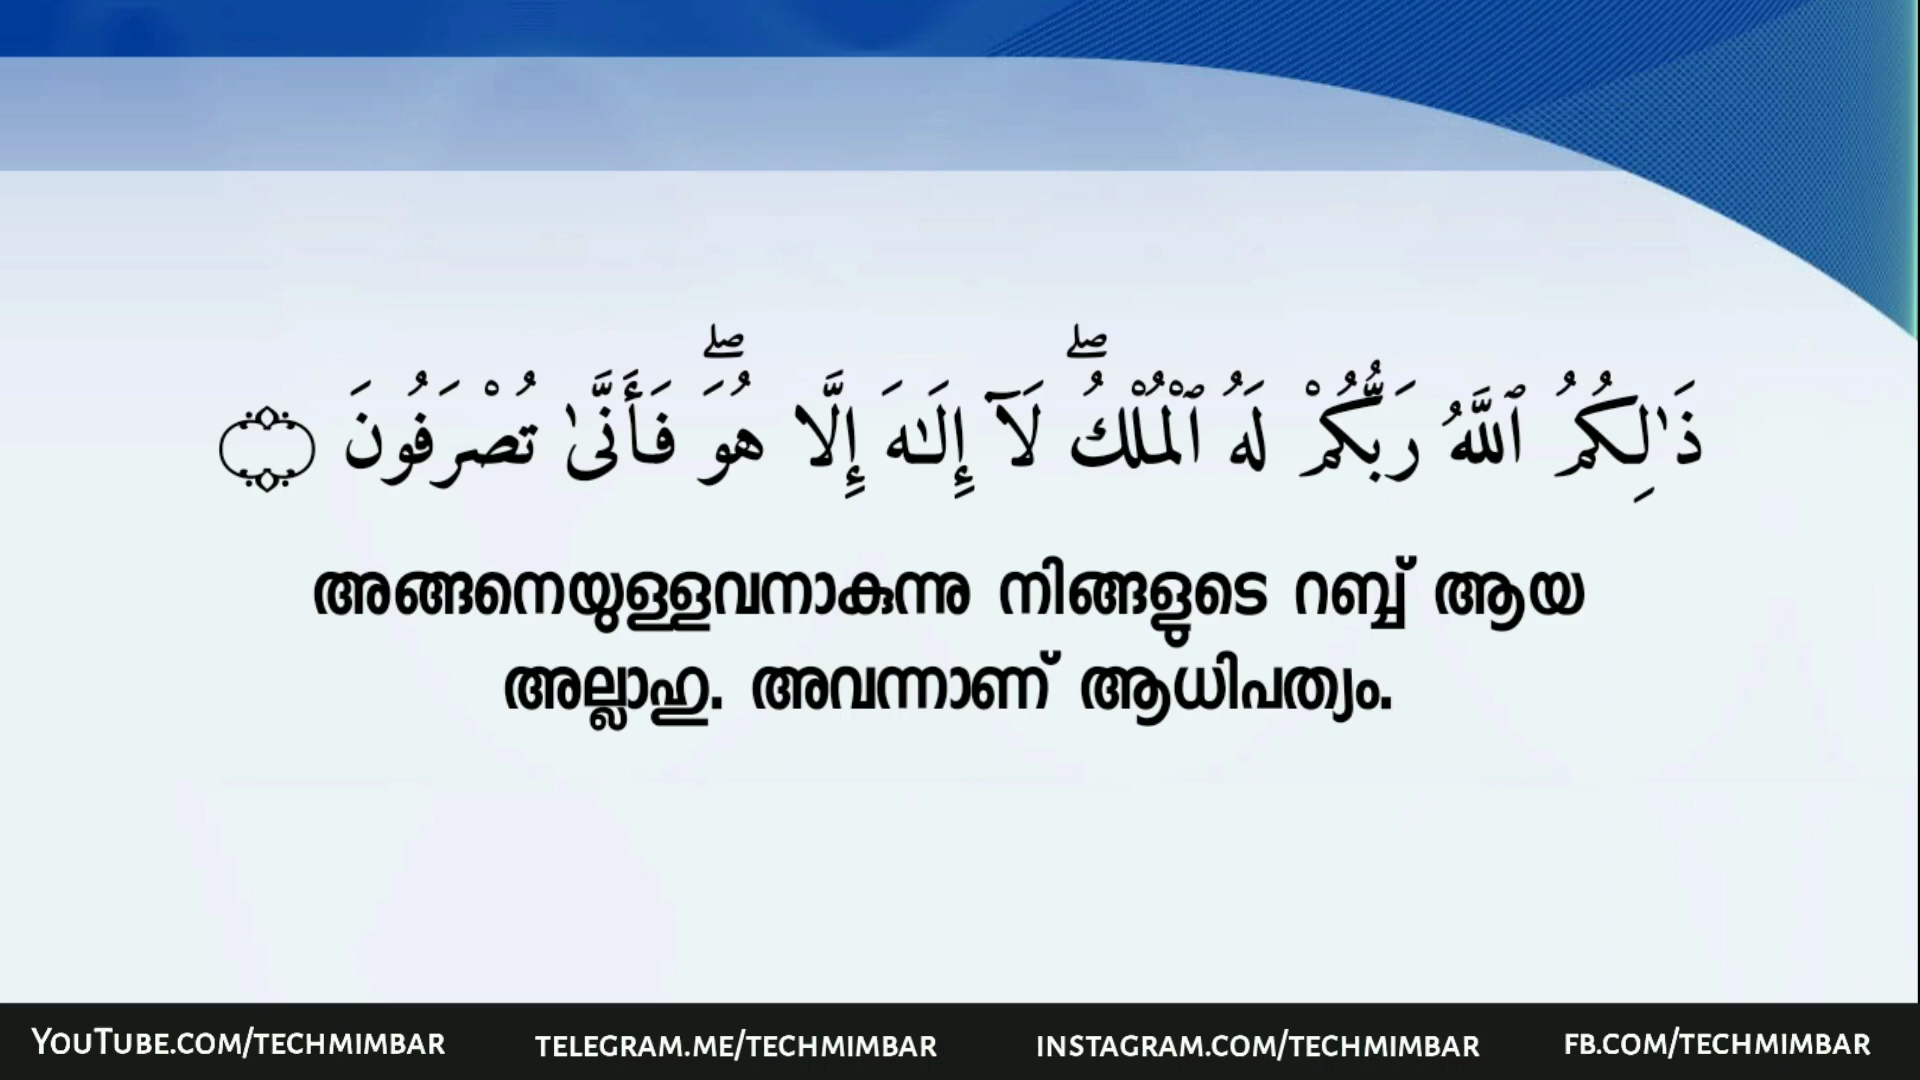 ذَٰلِكُمُ ٱللَّهُ رَبُّكُمْ لَهُ ٱلْمُلْكُ ۖ لَآ إِلَـٰهَ إِلَّا هُوَ ۖ فَأَنَّىٰ تُصْرَفُونَ ۝
അങ്ങനെയുള്ളവനാകുന്നു നിങ്ങളുടെ റബ്ബ് ആയ
അല്ലാഹു. അവന്നാണ് ആധിപത്യം.
YouTube.com/techmimbar telegram.me/techmimbar instagram.com/techmimbar fb.com/techmimbar